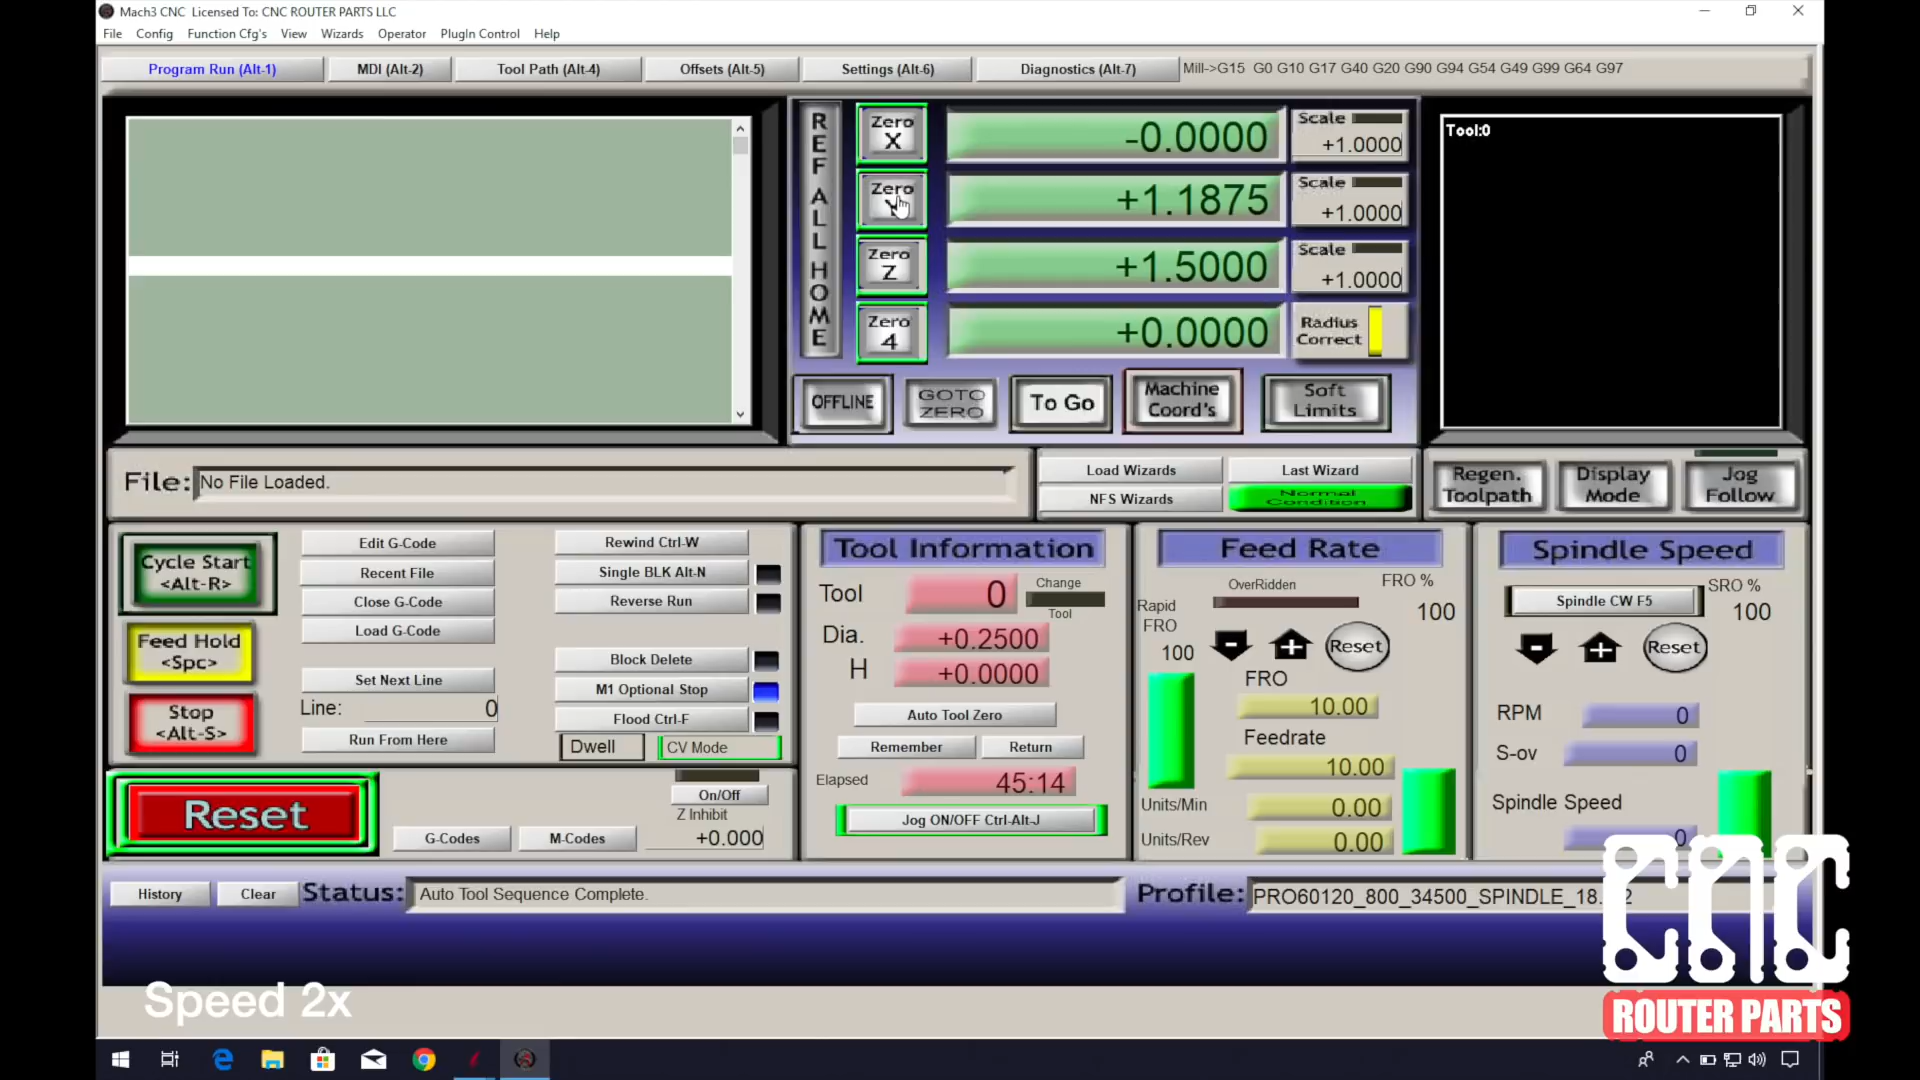 Mach3 CNC Licensed To: CNC ROUTER PARTS LLC
File Config Function Cfg's View Wizards Operator PlugIn Control Help
Program Run (Alt-1) MDI (Alt-2) Tool Path (Alt-4) Offsets (Alt-5) Settings (Alt-6) Diagnostics (Alt-7) Mill->G15 G0 G10 G17 G40 G20 G90 G94 G54 G49 G99 G64 G97
REF ALL HOME
Zero X -0.0000 Scale +1.0000
Zero +1.1875 Scale +1.0000
Zero Z +1.5000 Scale +1.0000
Zero 4 +0.0000 Radius Correct
OFFLINE GOTO ZERO To Go Machine Coord's Soft Limits
Tool:0
File: No File Loaded.
Load Wizards Last Wizard
NFS Wizards Normal Condition
Regen. Toolpath Display Mode Jog Follow
Cycle Start
<Alt-R>
Feed Hold
<Spc>
Stop
<Alt-S>
Edit G-Code
Recent File
Close G-Code
Load G-Code
Set Next Line
Line: 0
Run From Here
Rewind Ctrl-W
Single BLK Alt-N
Reverse Run
Block Delete
M1 Optional Stop
Flood Ctrl-F
Dwell CV Mode
Reset
G-Codes M-Codes
On/Off
Z Inhibit
+0.000
Tool Information
Tool 0 Change Tool
Dia. +0.2500
H +0.0000
Auto Tool Zero
Remember Return
Elapsed 45:14
Jog ON/OFF Ctrl-Alt-J
Feed Rate
OverRidden FRO %
100
Rapid
FRO
100
Reset
FRO
10.00
Feedrate
10.00
Units/Min 0.00
Units/Rev 0.00
Spindle Speed
Spindle CW F5 SRO %
100
Reset
RPM 0
S-ov 0
Spindle Speed
0
History Clear Status: Auto Tool Sequence Complete. Profile: PRO60120_800_34500_SPINDLE_18.
Speed 2x
CNC
ROUTER PARTS